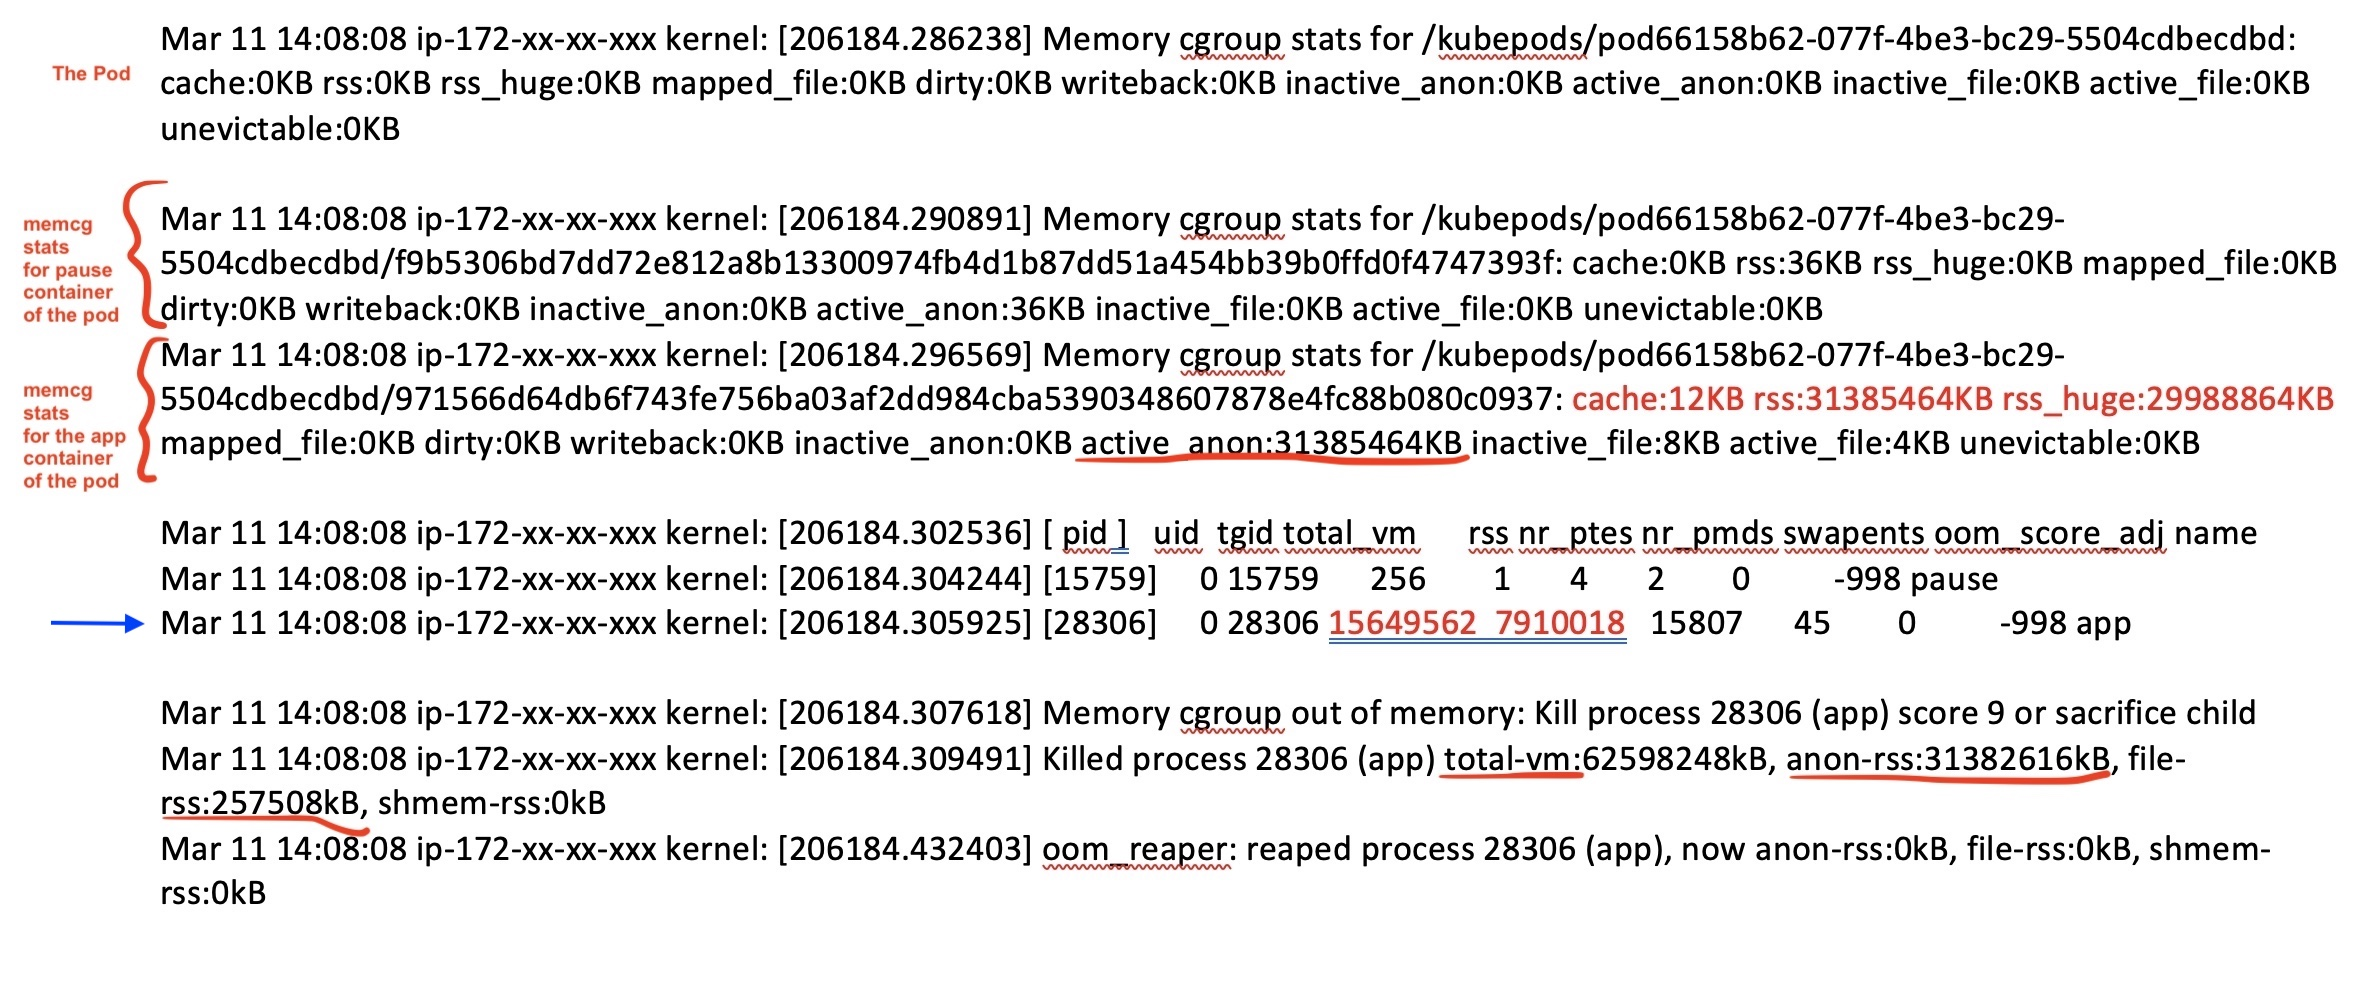 Mar 11 14:08:08 ip-172-xx-xx-xxx kernel: [206184.286238] Memory cgroup stats for /kubepods/pod66158b62-077f-4be3-bc29-5504cdbecdbd:
The Pod
cache:0KB rss:0KB rss_huge:0KB mapped_file:0KB dirty:0KB writeback:0KB inactive_anon:0KB active_anon:0KB inactive_file:0KB active_file:0KB
unevictable:0KB
memcg
stats
for pause
container
of the pod
Mar 11 14:08:08 ip-172-xx-xx-xxx kernel: [206184.290891] Memory cgroup stats for /kubepods/pod66158b62-077f-4be3-bc29-
5504cdbecdbd/f9b5306bd7dd72e812a8b13300974fb4d1b87dd51a454bb39b0ffd0f4747393f: cache:0KB rss:36KB rss_huge:0KB mapped_file:0KB
dirty:0KB writeback:0KB inactive_anon:0KB active_anon:36KB inactive_file:0KB active_file:0KB unevictable:0KB
memcg
stats
for the app
container
of the pod
Mar 11 14:08:08 ip-172-xx-xx-xxx kernel: [206184.296569] Memory cgroup stats for /kubepods/pod66158b62-077f-4be3-bc29-
5504cdbecdbd/971566d64db6f743fe756ba03af2dd984cba5390348607878e4fc88b080c0937: cache:12KB rss:31385464KB rss_huge:29988864KB
mapped_file:0KB dirty:0KB writeback:0KB inactive_anon:0KB active_anon:31385464KB inactive_file:8KB active_file:4KB unevictable:0KB
Mar 11 14:08:08 ip-172-xx-xx-xxx kernel: [206184.302536] [ pid ] uid tgid total_vm rss nr_ptes nr_pmds swapents oom_score_adj name
Mar 11 14:08:08 ip-172-xx-xx-xxx kernel: [206184.304244] [15759] 0 15759 256 1 4 2 0 -998 pause
Mar 11 14:08:08 ip-172-xx-xx-xxx kernel: [206184.305925] [28306] 0 28306 15649562 7910018 15807 45 0 -998 app
Mar 11 14:08:08 ip-172-xx-xx-xxx kernel: [206184.307618] Memory cgroup out of memory: Kill process 28306 (app) score 9 or sacrifice child
Mar 11 14:08:08 ip-172-xx-xx-xxx kernel: [206184.309491] Killed process 28306 (app) total-vm:62598248kB, anon-rss:31382616kB, file-
rss:257508kB, shmem-rss:0kB
Mar 11 14:08:08 ip-172-xx-xx-xxx kernel: [206184.432403] oom_reaper: reaped process 28306 (app), now anon-rss:0kB, file-rss:0kB, shmem-
rss:0kB